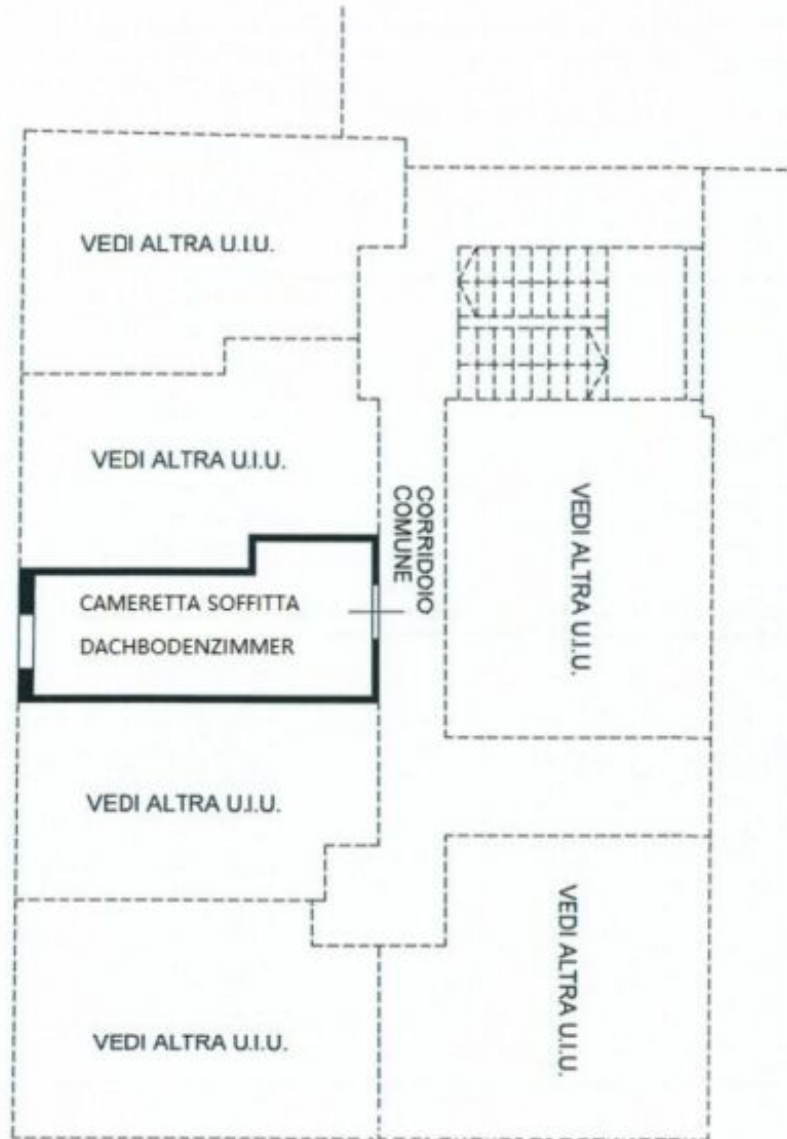 VEDI ALTRA U.I.U.
VEDI ALTRA U.I.U.
CORRIDOIO
COMUNE
VEDI ALTRA U.I.U.
CAMERETTA SOFFITTA
DACHBODENZIMMER
VEDI ALTRA U.I.U.
VEDI ALTRA U.I.U.
VEDI ALTRA U.I.U.